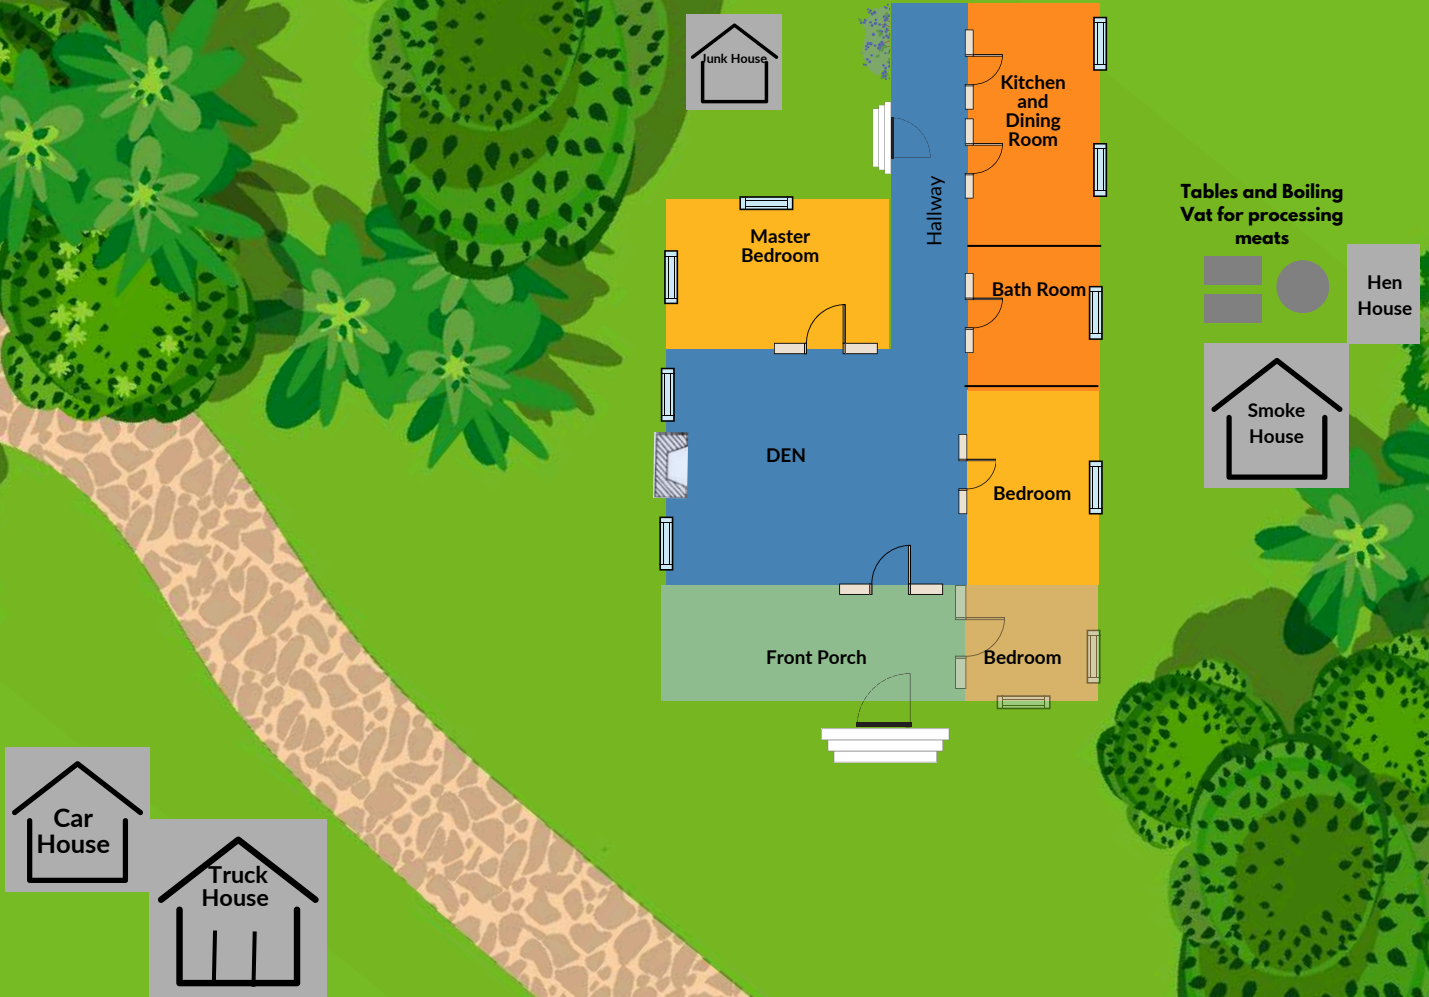 Junk House
Kitchen
and
Dining
Room
Hallway
Tables and Boiling
Vat for processing
meats
Master
Bedroom
Bath Room
Hen
House
Smoke
House
DEN
Bedroom
Front Porch
Bedroom
Car
House
Truck
House